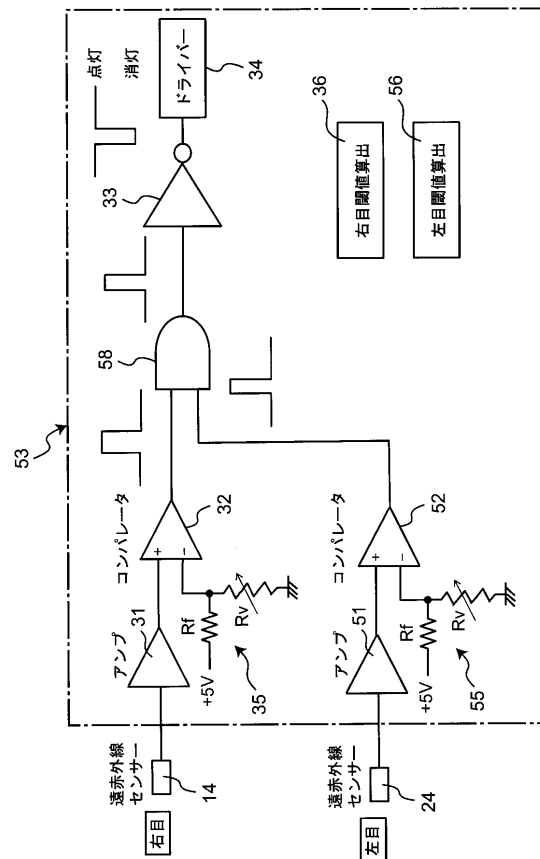 53
右目
遠赤外線
センサー
14
アンプ
31
+5V
Rf
Rv
35
コンパレータ
+
-
32
58
33
点灯
消灯
ドライバー
34
左目
遠赤外線
センサー
24
アンプ
51
+5V
Rf
Rv
55
コンパレータ
+
-
52
右目閾値算出
36
左目閾値算出
56